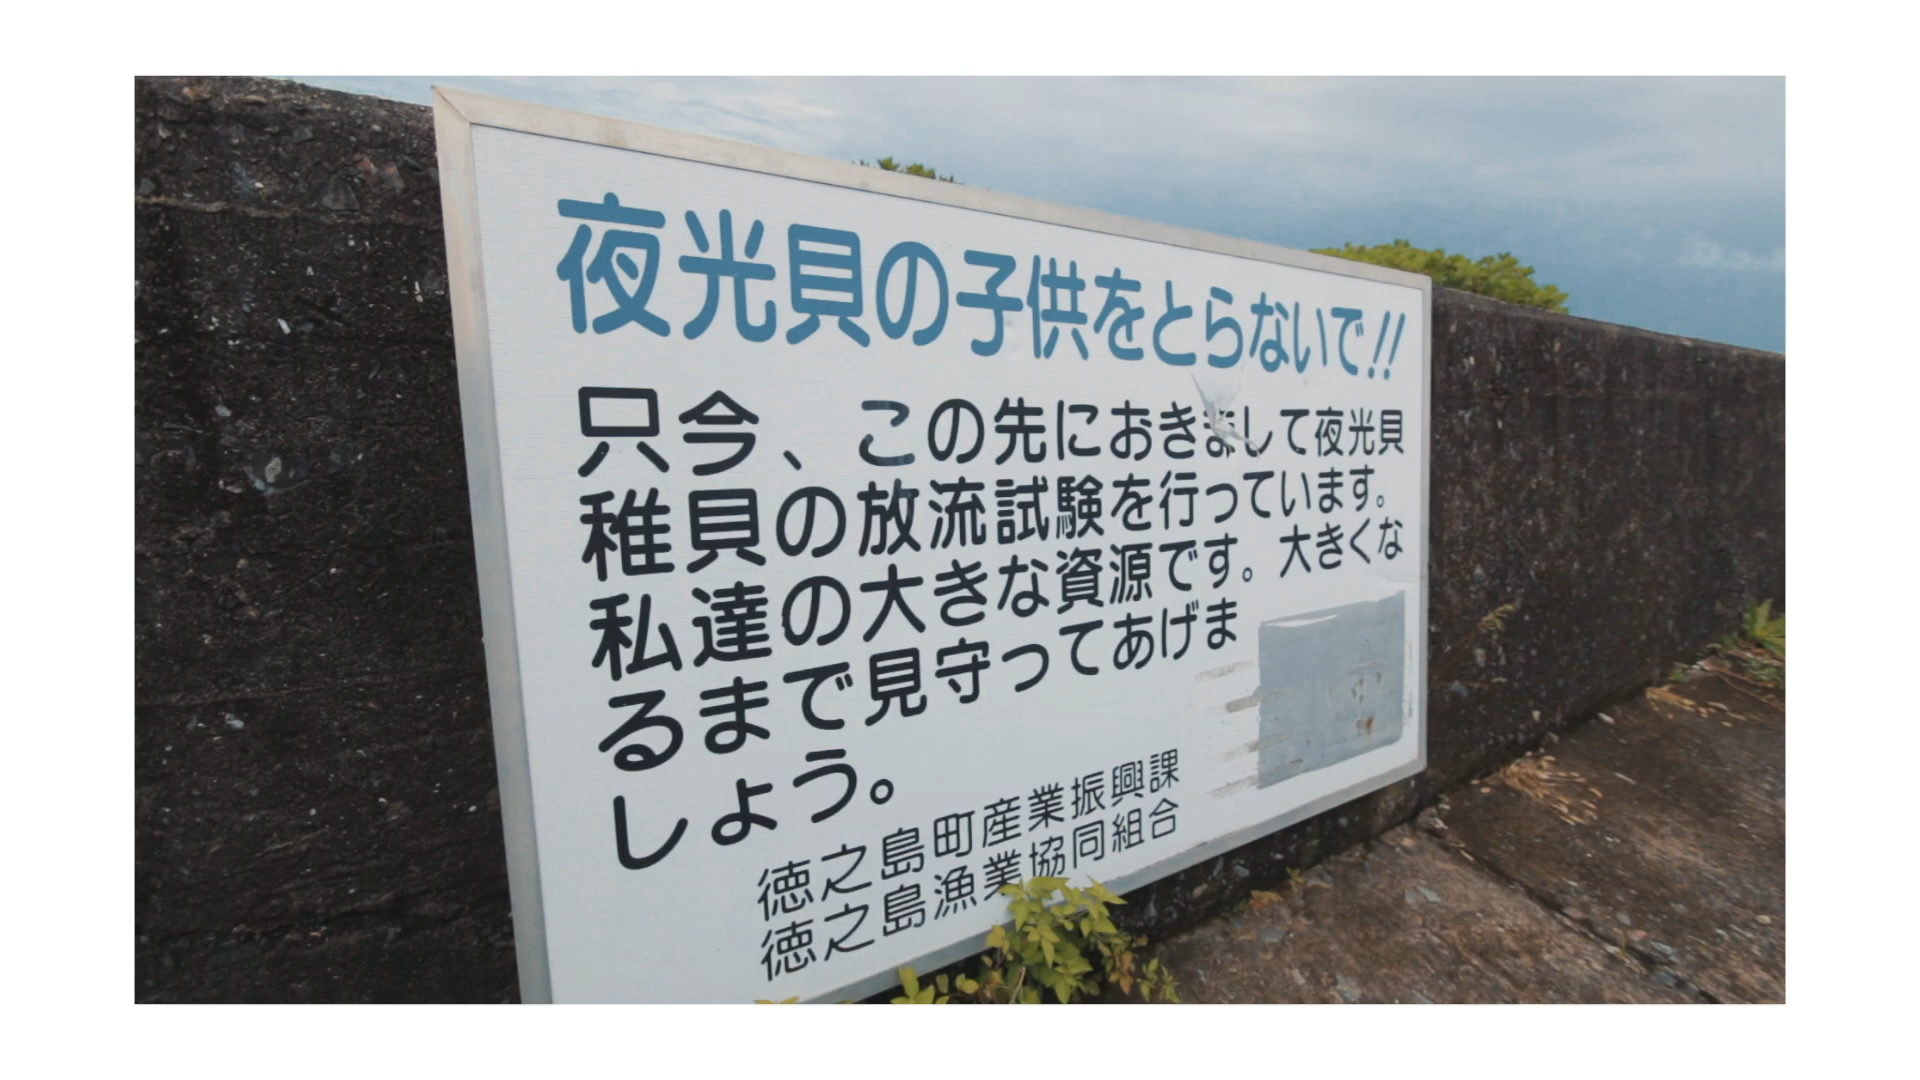 夜光貝の子供をとらないで!!
只今、この先におきまして夜光貝
稚貝の放流試験を行っています。
私達の大きな資源です。大きくな
るまで見守ってあげま
しょう。
徳之島町産業振興課
徳之島漁業協同組合